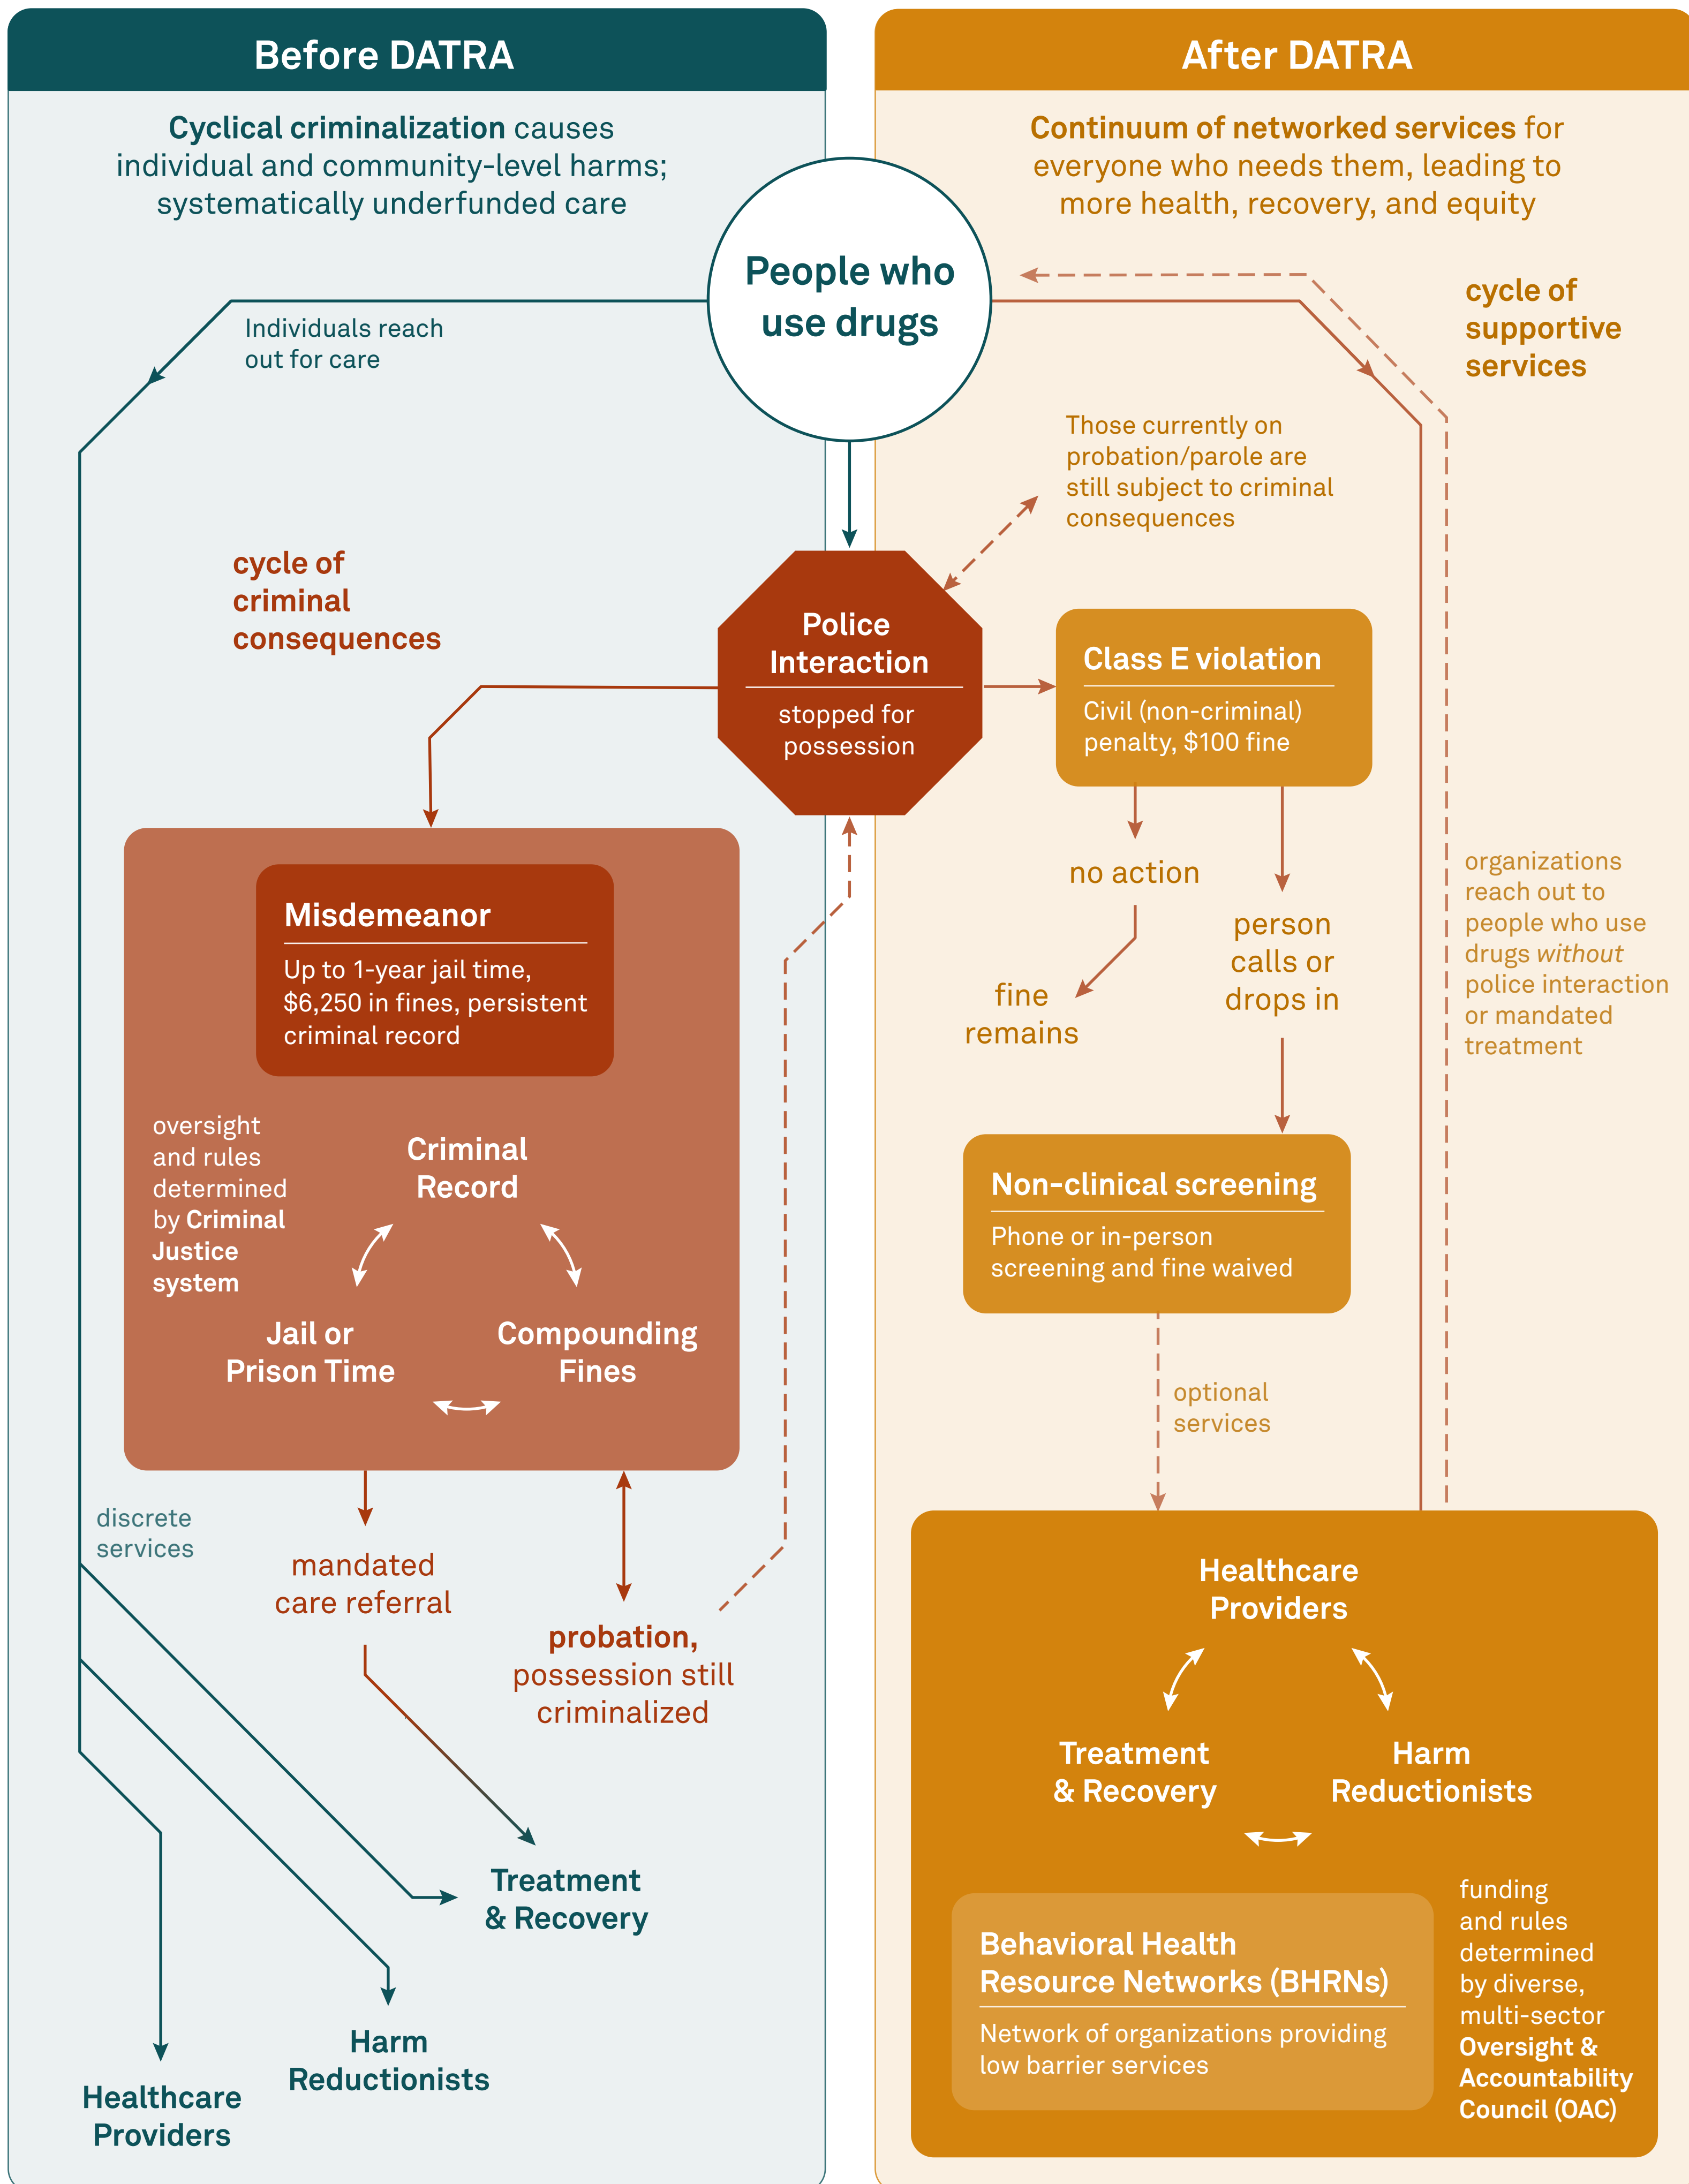 Before DATRA
Cyclical criminalization causes
individual and community-level harms;
systematically underfunded care
After DATRA
Continuum of networked services for
everyone who needs them, leading to
more health, recovery, and equity
People who
use drugs
Individuals reach
out for care
cycle of
supportive
services
Those currently on
probation/parole are
still subject to criminal
consequences
cycle of
criminal
consequences
Police
Interaction
stopped for
possession
Class E violation
Civil (non-criminal)
penalty, $100 fine
no action
fine
remains
person
calls or
drops in
organizations
reach out to
people who use
drugs without
police interaction
or mandated
treatment
Misdemeanor
Up to 1-year jail time,
$6,250 in fines, persistent
criminal record
oversight
and rules
determined
by Criminal
Justice
system
Criminal
Record
Jail or
Prison Time
Compounding
Fines
Non-clinical screening
Phone or in-person
screening and fine waived
optional
services
discrete
services
mandated
care referral
probation,
possession still
criminalized
Treatment
& Recovery
Harm
Reductionists
Healthcare
Providers
Healthcare
Providers
Treatment
& Recovery
Harm
Reductionists
Behavioral Health
Resource Networks (BHRNs)
Network of organizations providing
low barrier services
funding
and rules
determined
by diverse,
multi-sector
Oversight &
Accountability
Council (OAC)